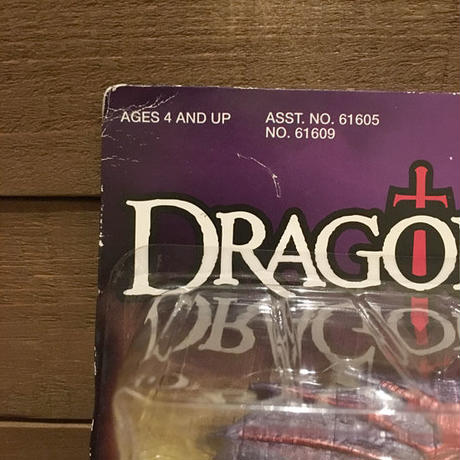 AGES 4 AND UP
ASST. NO. 61605
NO. 61609
DRAGO